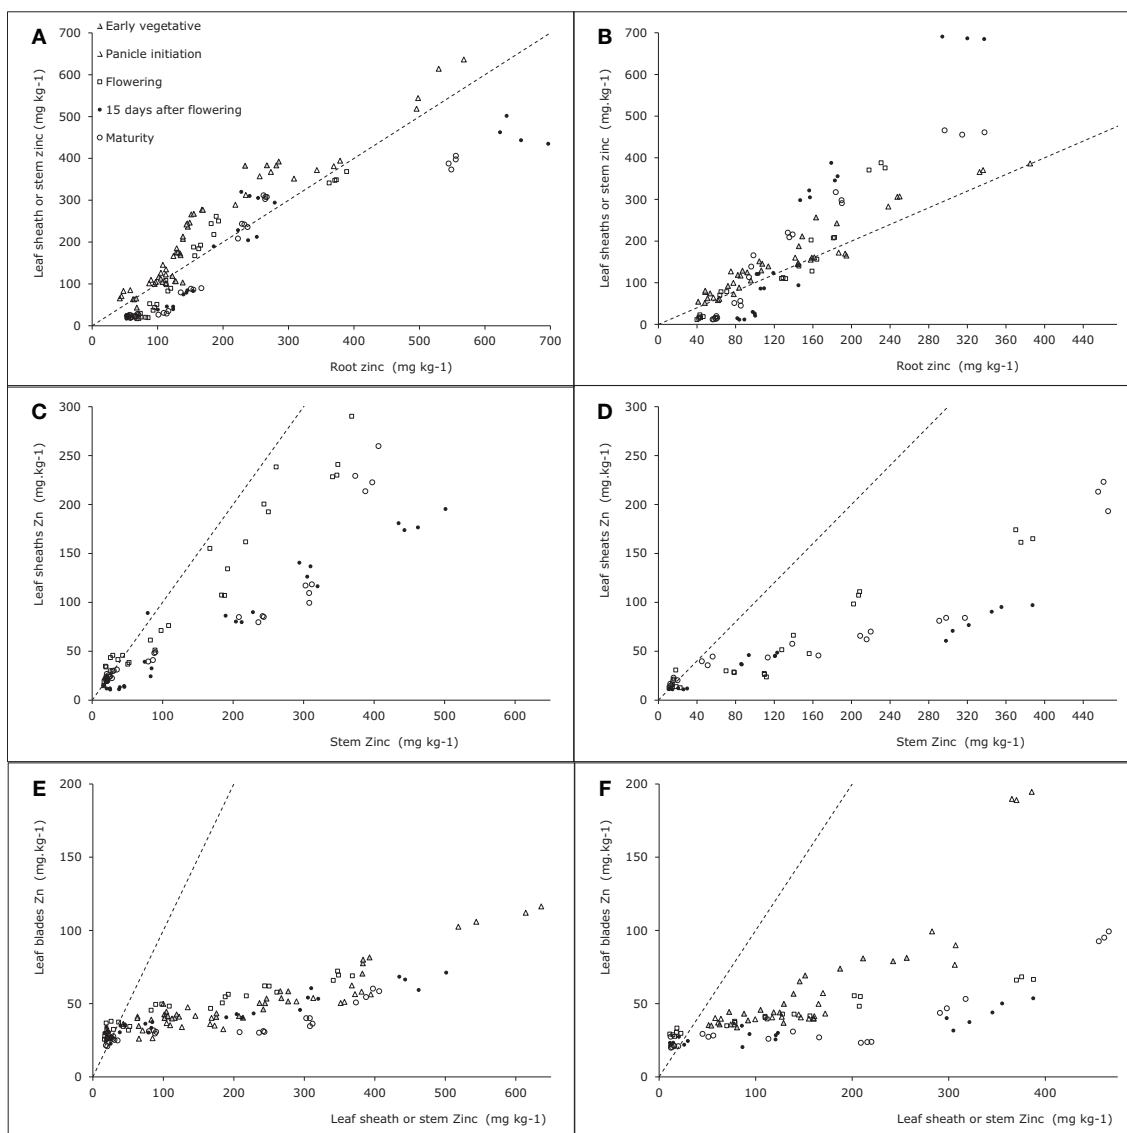 A
Early vegetative
Panicle initiation
Flowering
15 days after flowering
Maturity
Leaf sheath or stem zinc (mg kg-1)
700
600
500
400
300
200
100
0
0 100 200 300 400 500 600 700
Root zinc (mg kg-1)
B
Leaf sheaths or stem zinc (mg kg-1)
700
600
500
400
300
200
100
0
0 40 80 120 160 200 240 280 320 360 400 440
Root zinc (mg kg-1)
C
Leaf sheaths Zn (mg.kg-1)
300
250
200
150
100
50
0
0 100 200 300 400 500 600
Stem Zinc (mg kg-1)
D
Leaf sheats Zn (mg.kg-1)
300
250
200
150
100
50
0
0 40 80 120 160 200 240 280 320 360 400 440
Stem Zinc (mg kg-1)
E
Leaf blades Zn (mg.kg-1)
200
150
100
50
0
0 100 200 300 400 500 600
Leaf sheath or stem Zinc (mg kg-1)
F
Leaf blades Zn (mg.kg-1)
200
150
100
50
0
0 100 200 300 400
Leaf sheath or stem Zinc (mg kg-1)